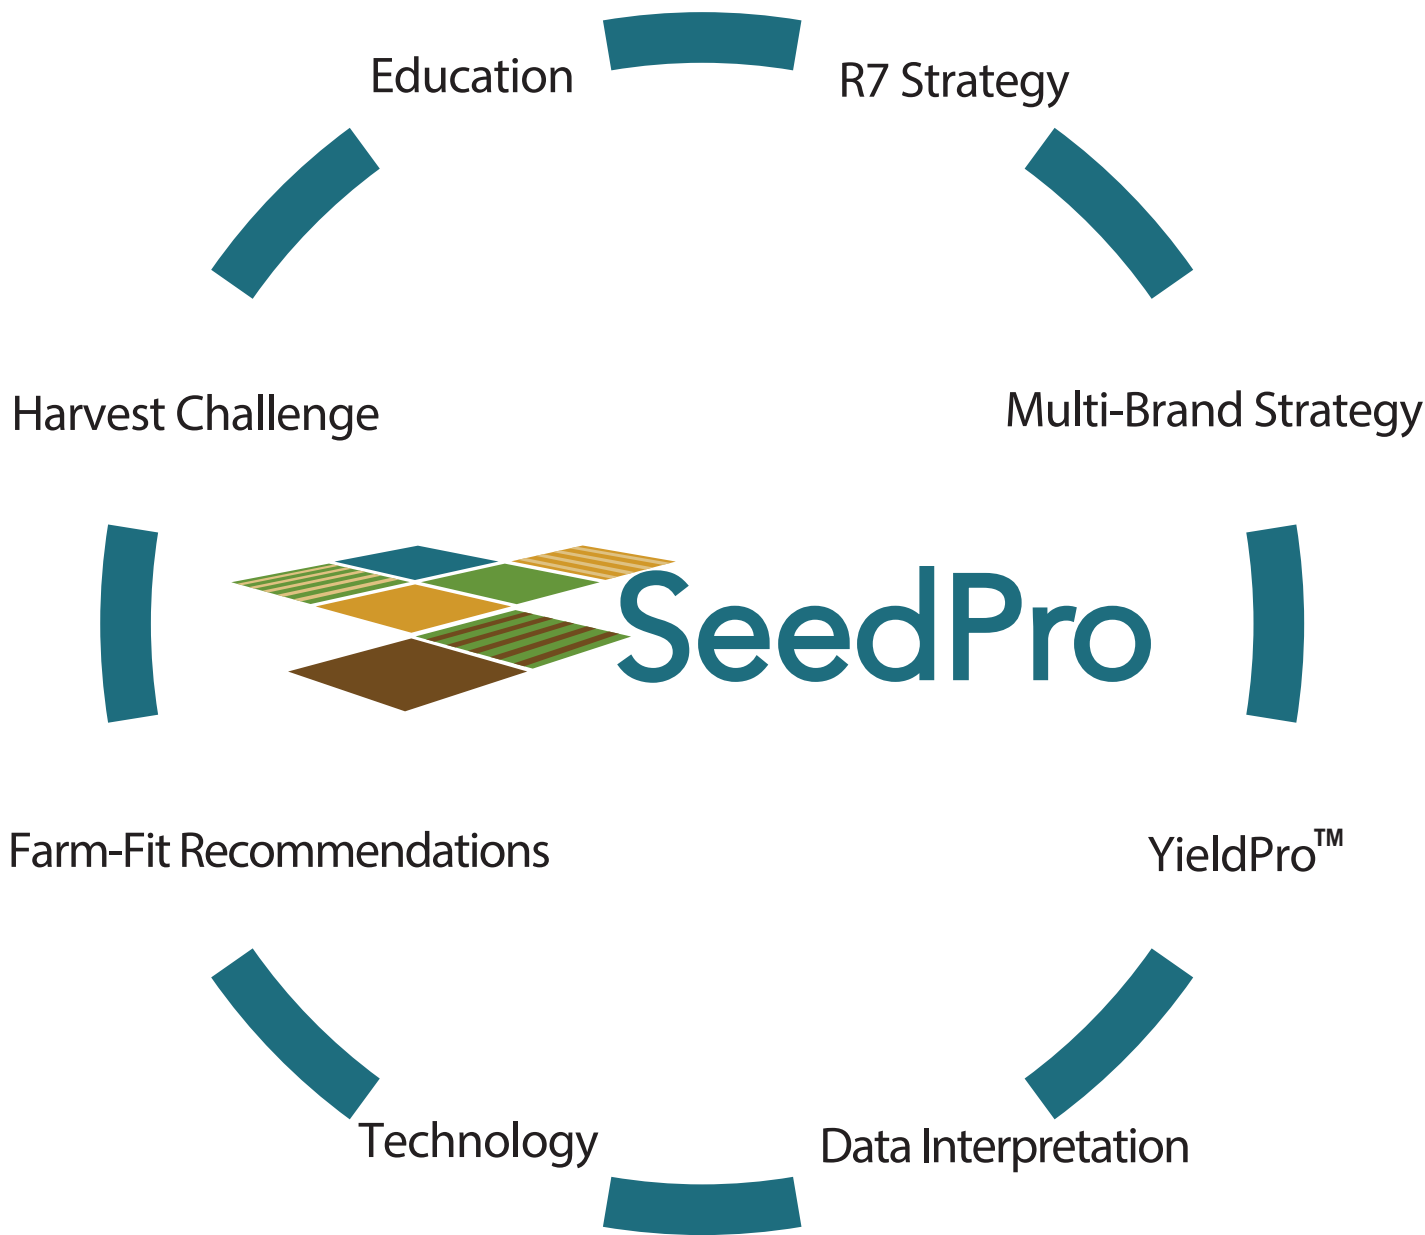 Education
R7 Strategy
Harvest Challenge
Multi-Brand Strategy
SeedPro
Farm-Fit Recommendations
YieldPro™
Technology
Data Interpretation